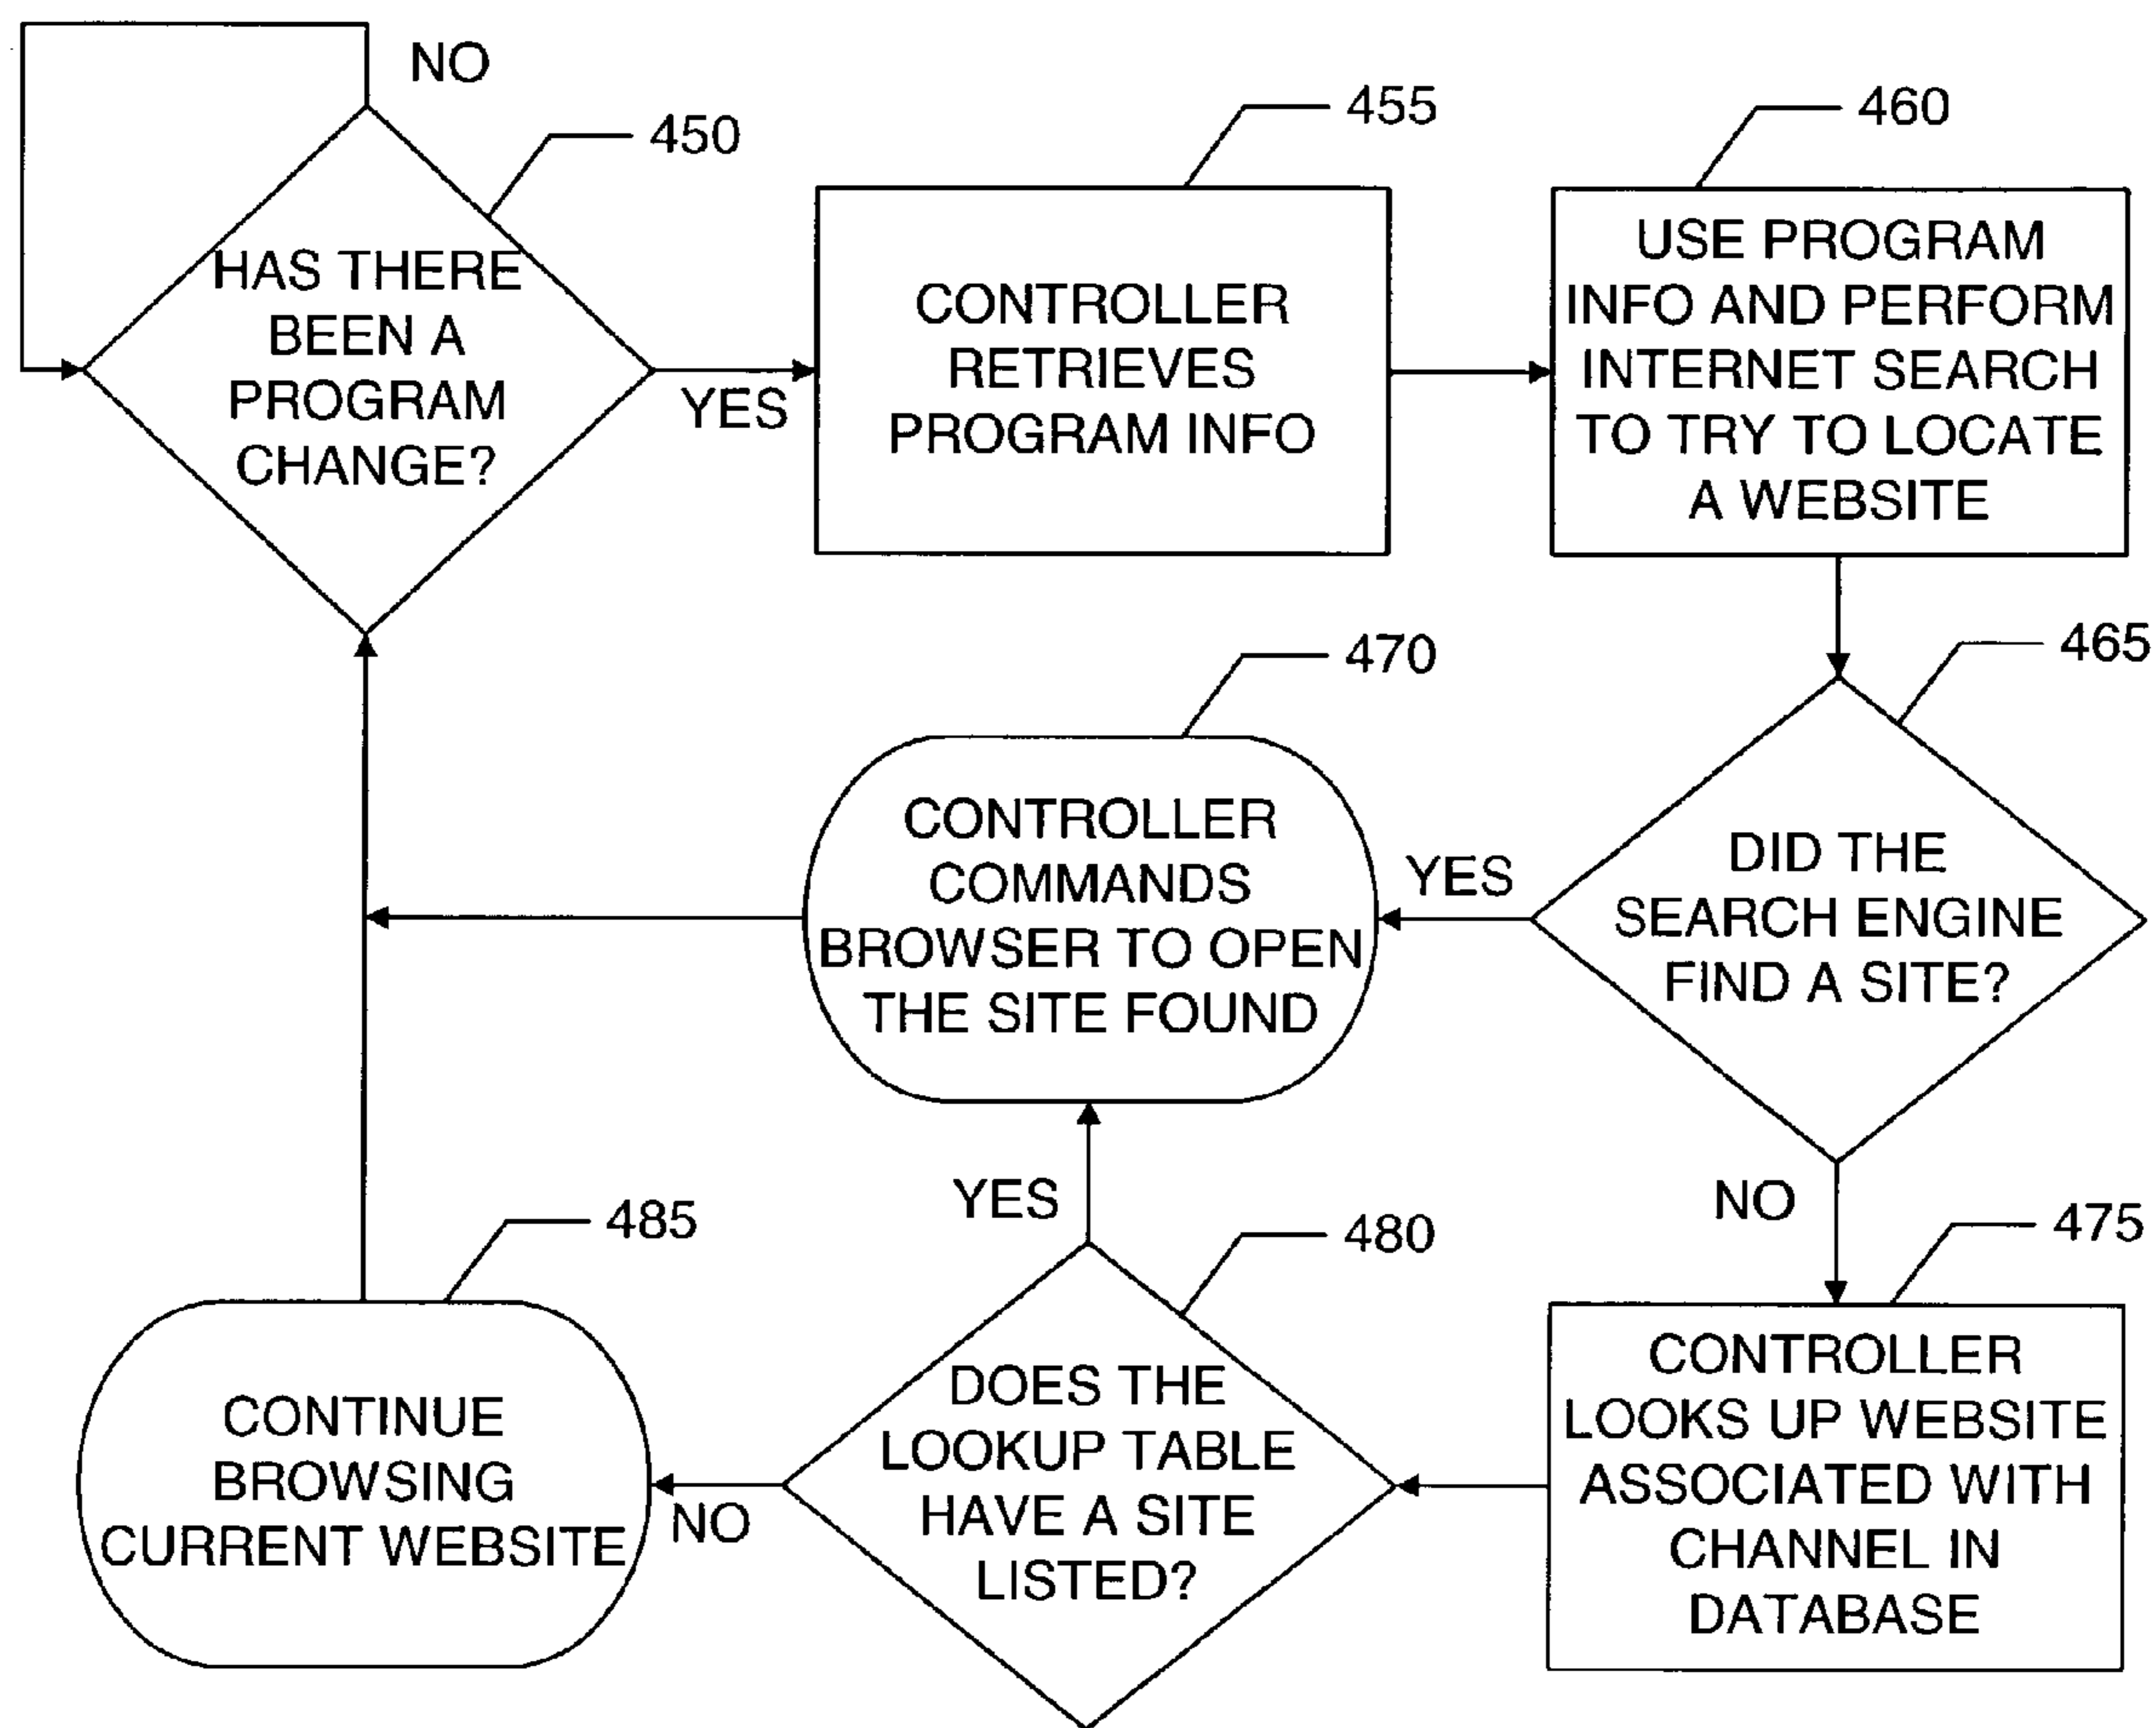 NO
450
HAS THERE
BEEN A
PROGRAM
CHANGE?
YES
455
CONTROLLER
RETRIEVES
PROGRAM INFO
460
USE PROGRAM
INFO AND PERFORM
INTERNET SEARCH
TO TRY TO LOCATE
A WEBSITE
465
DID THE
SEARCH ENGINE
FIND A SITE?
YES
470
CONTROLLER
COMMANDS
BROWSER TO OPEN
THE SITE FOUND
NO
475
CONTROLLER
LOOKS UP WEBSITE
ASSOCIATED WITH
CHANNEL IN
DATABASE
480
DOES THE
LOOKUP TABLE
HAVE A SITE
LISTED?
YES
NO
485
CONTINUE
BROWSING
CURRENT WEBSITE